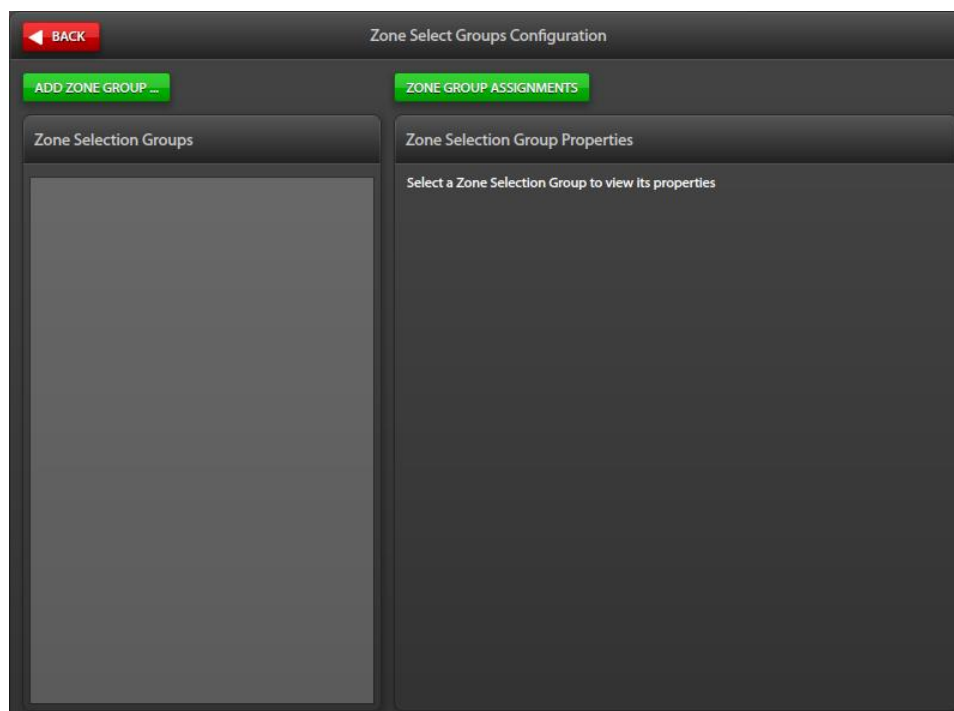 BACK
Zone Select Groups Configuration
ADD ZONE GROUP ...
ZONE GROUP ASSIGNMENTS
Zone Selection Groups
Zone Selection Group Properties
Select a Zone Selection Group to view its properties